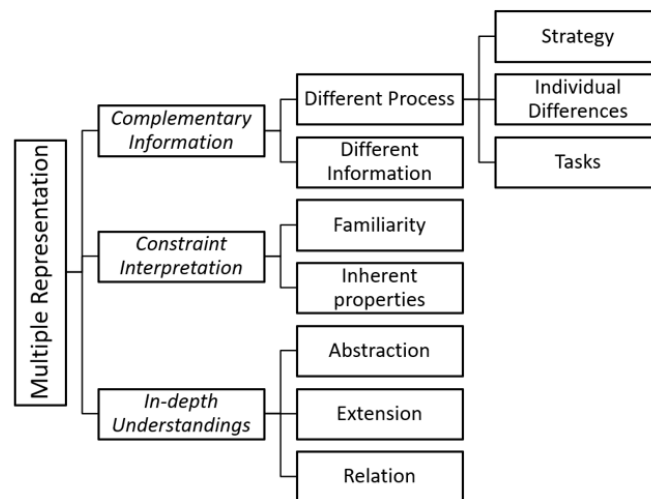 Multiple Representation
Complementary
Information
Different Process
Strategy
Individual
Differences
Tasks
Different
Information
Constraint
Interpretation
Familiarity
Inherent
properties
In-depth
Understandings
Abstraction
Extension
Relation